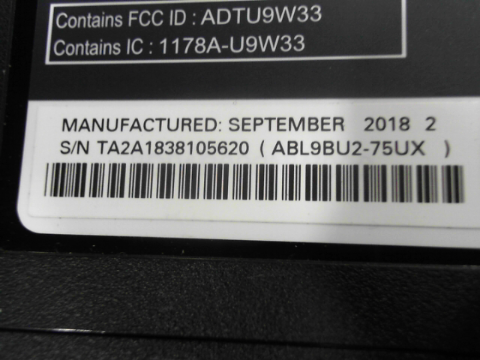 Contains FCC ID : ADTU9W33
Contains IC : 1178A-U9W33
MANUFACTURED: SEPTEMBER 2018 2
S/N TA2A1838105620 ( ABL9BU2-75UX )